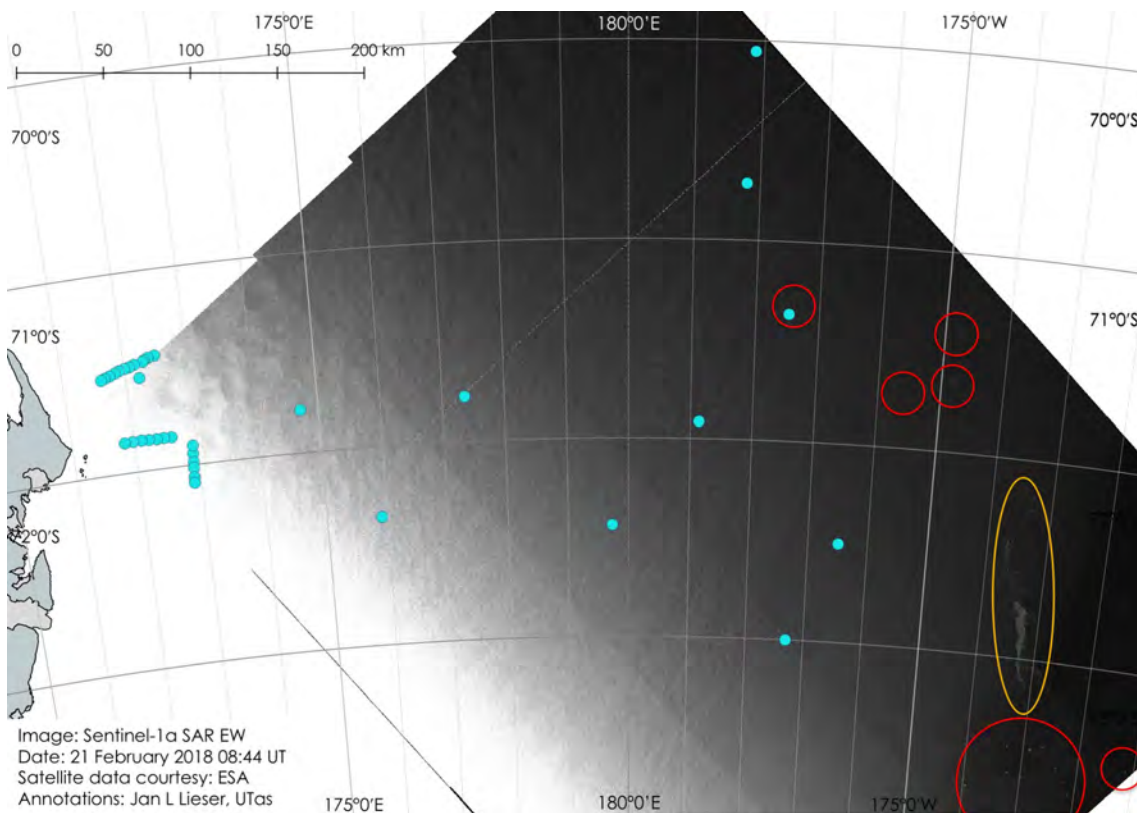 175°0'E 180°0'E 175°0'W
0 50 100 150 200 km
70°0'S 70°0'S
71°0'S 71°0'S
2°0'S
Image: Sentinel-1a SAR EW
Date: 21 February 2018 08:44 UT
Satellite data courtesy: ESA
Annotations: Jan L Lieser, UTas
175°0'E 180°0'E 175°0'W